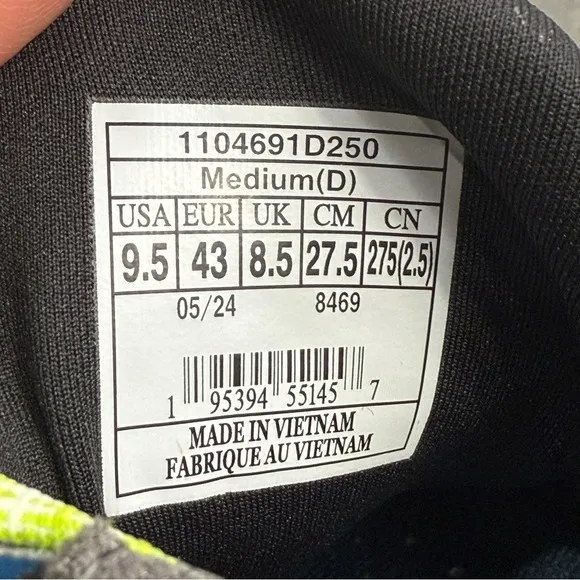 1104691D250
Medium(D)
USA EUR UK CM CN
9.5 43 8.5 27.5 275(2.5)
05/24 8469
1 95394 55145 7
MADE IN VIETNAM
FABRIQUE AU VIETNAM